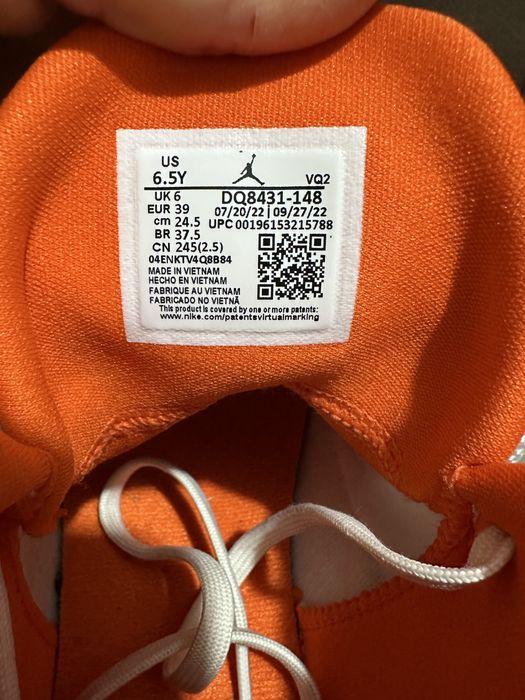 US
6.5Y
VQ2
UK 6
DQ8431-148
EUR 39
07/20/22 | 09/27/22
cm 24.5
UPC 00196153215788
BR 37.5
CN 245(2.5)
04ENKTV4Q8B84
MADE IN VIETNAM
HECHO EN VIETNAM
FABRIQUE AU VIETNAM
FABRICADO NO VIETNÃ
This product is covered by one or more patents:
www.nike.com/patentsvirtualmarking